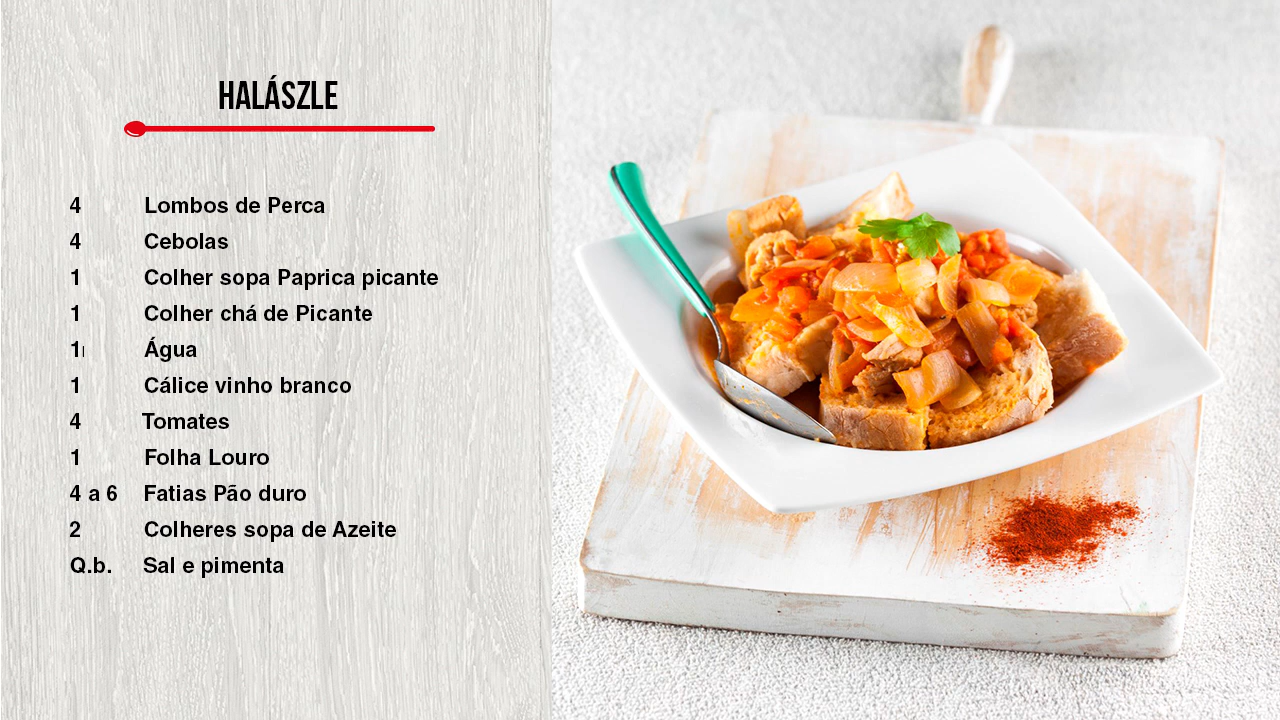 HALÁSZLE
4 Lombos de Perca
4 Cebolas
1 Colher sopa Paprica picante
1 Colher chá de Picante
1l Água
1 Cálice vinho branco
4 Tomates
1 Folha Louro
4 a 6 Fatias Pão duro
2 Colheres sopa de Azeite
Q.b. Sal e pimenta